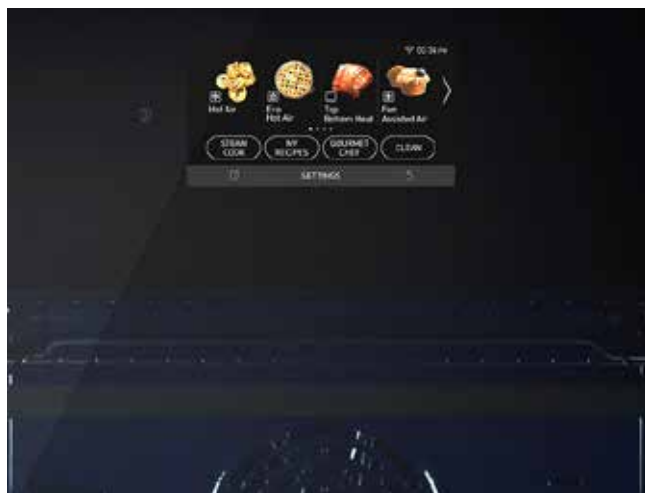 Hot Air
Eco
Hot Air
Top
Bottom Heat
Fan
Assisted Air
STEAM
COOK
MY
RECIPES
GOURMET
CHEF
CLEAN
SETTINGS